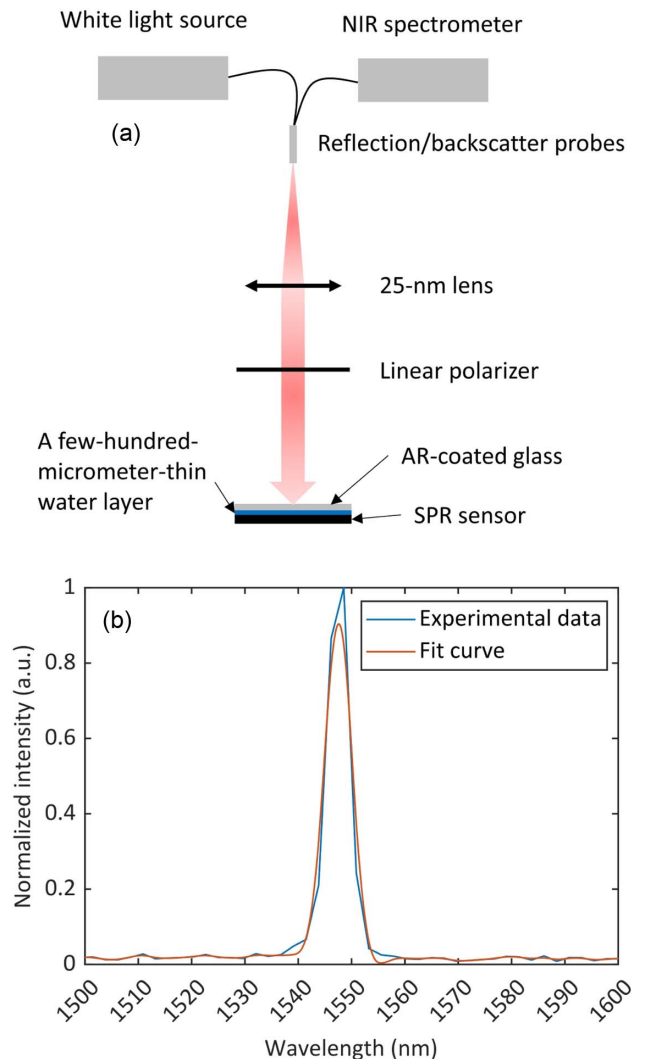 White light source
NIR spectrometer
(a)
Reflection/backscatter probes
25-nm lens
Linear polarizer
A few-hundred-
micrometer-thin
water layer
AR-coated glass
SPR sensor
(b)
Experimental data
Fit curve
Normalized intensity (a.u.)
1
0.8
0.6
0.4
0.2
0
1500
1510
1520
1530
1540
1550
1560
1570
1580
1590
1600
Wavelength (nm)